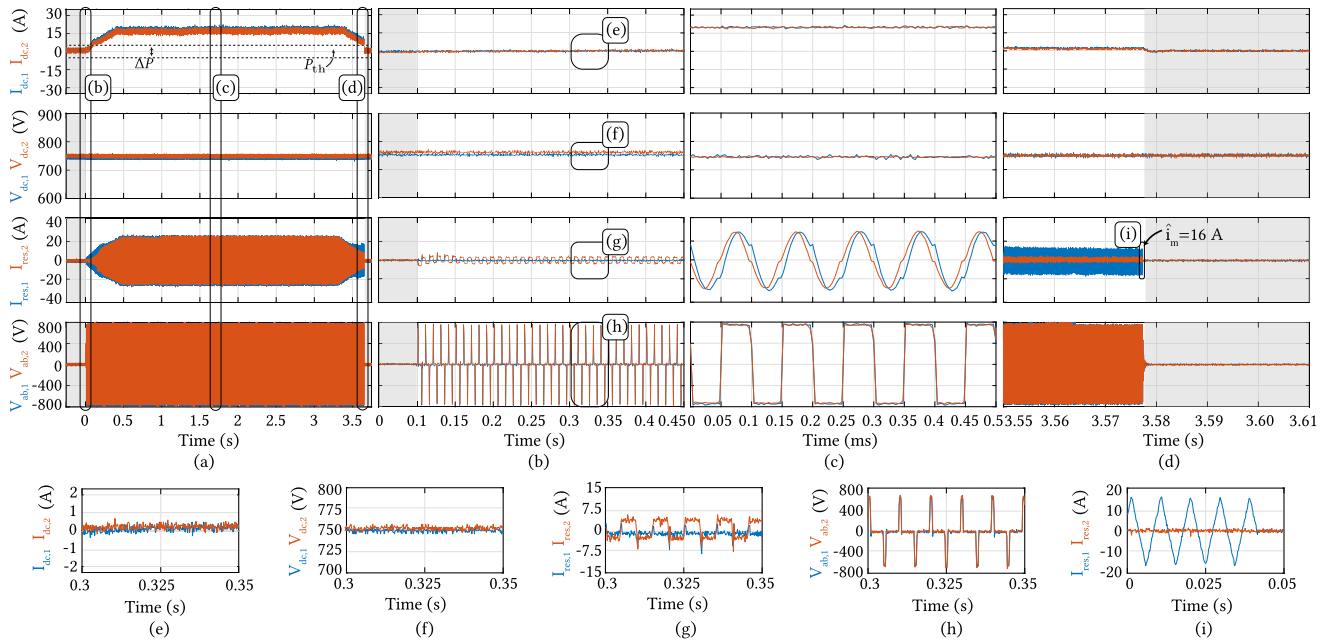 I_dc,1 I_dc,2 (A)
30
15
0
-15
-30
ΔP
P_th
(b)
(c)
(d)
(e)
V_dc,1 V_dc,2 (V)
900
800
700
600
(f)
I_res,1 I_res,2 (A)
40
20
0
-20
-40
(g)
(i)
î_m=16 A
V_ab,1 V_ab,2 (V)
800
400
0
-400
-800
(h)
0 0.5 1 1.5 2 2.5 3 3.5
0 0.1 0.15 0.2 0.25 0.3 0.35 0.4 0.45
0.05 0.1 0.15 0.2 0.25 0.3 0.35 0.4 0.45 0.5
3.555 3.57 3.58 3.59 3.60 3.61
Time (s)
Time (s)
Time (ms)
Time (s)
(a)
(b)
(c)
(d)
I_dc,1 I_dc,2 (A)
2
1
0
-1
-2
0.3 0.325 0.35
Time (s)
(e)
V_dc,1 V_dc,2 (V)
800
775
750
725
700
0.3 0.325 0.35
Time (s)
(f)
I_res,1 I_res,2 (A)
15
7.5
0
-7.5
-15
0.3 0.325 0.35
Time (s)
(g)
V_ab,1 V_ab,2 (V)
800
400
0
-400
-800
0.3 0.325 0.35
Time (s)
(h)
I_res,1 I_res,2 (A)
20
10
0
-10
-20
0 0.025 0.05
Time (s)
(i)